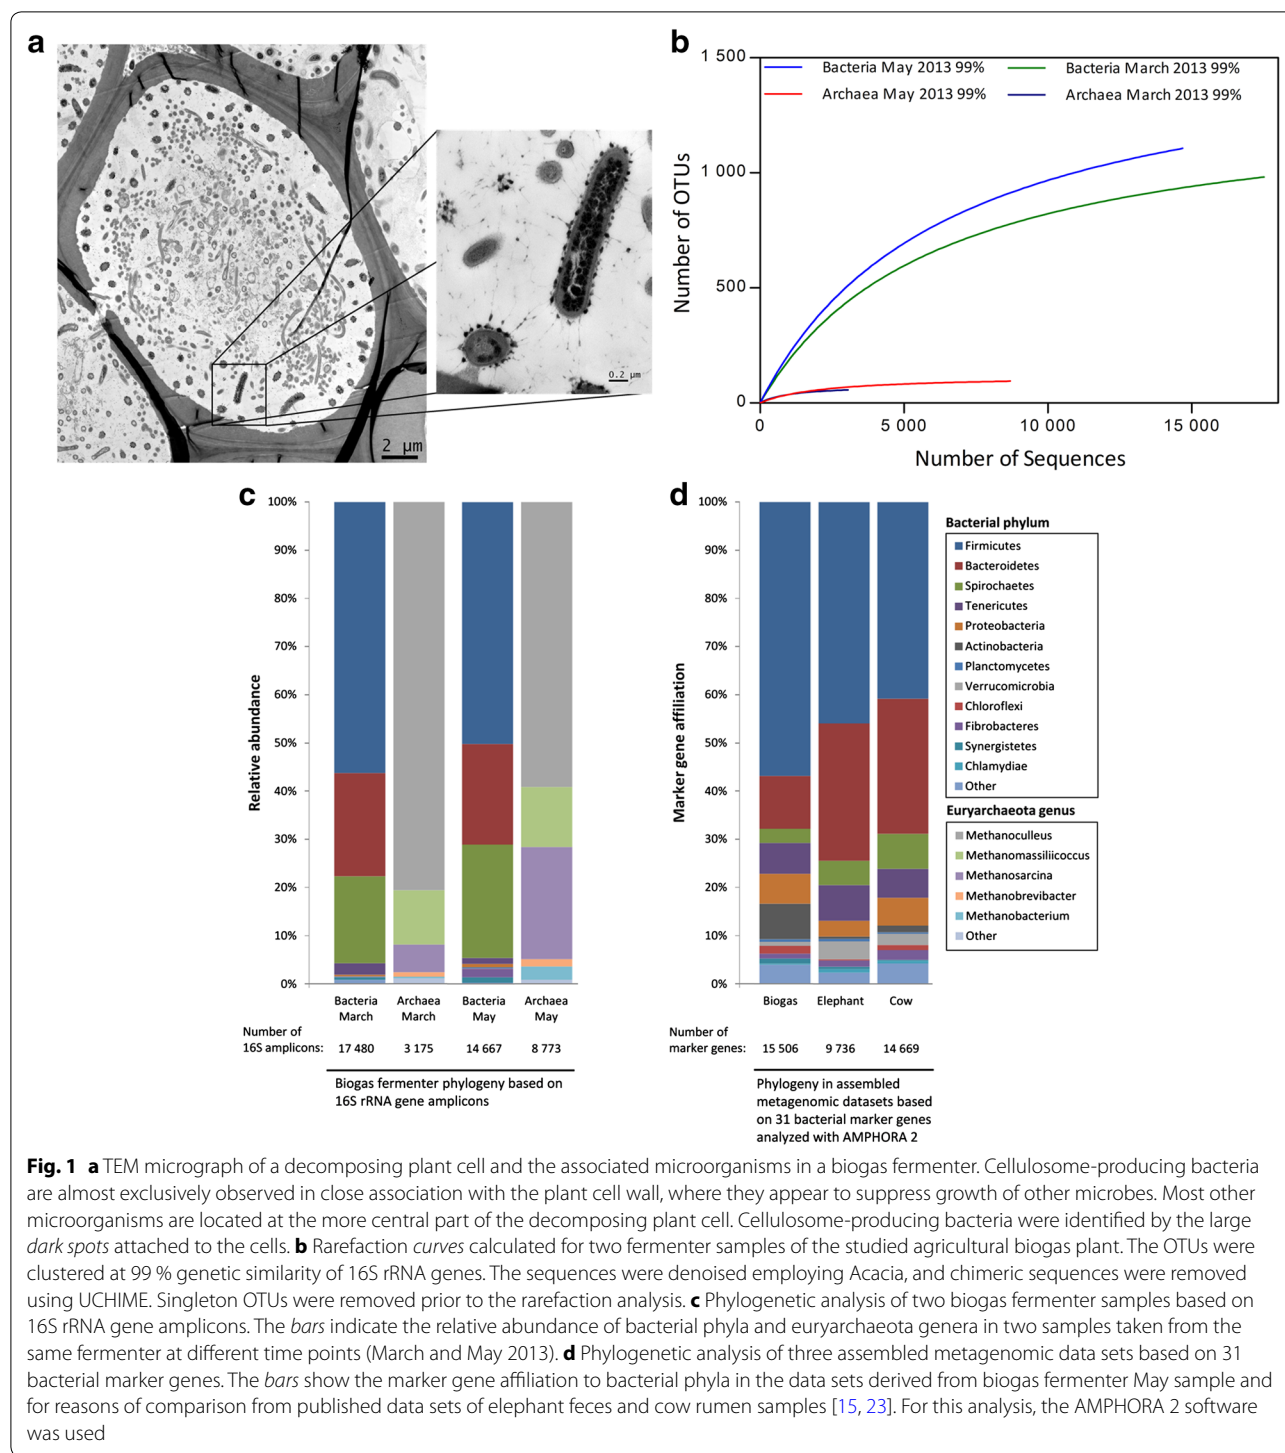 a
2 µm
0.2 µm
b
1 500
1 000
500
0
Number of OTUs
Bacteria May 2013 99%
Bacteria March 2013 99%
Archaea May 2013 99%
Archaea March 2013 99%
0
5 000
10 000
15 000
Number of Sequences
c
100%
90%
80%
70%
60%
50%
40%
30%
20%
10%
0%
Relative abundance
Bacteria March
Archaea March
Bacteria May
Archaea May
Number of
16S amplicons: 17 480 3 175 14 667 8 773
Biogas fermenter phylogeny based on
16S rRNA gene amplicons
d
100%
90%
80%
70%
60%
50%
40%
30%
20%
10%
0%
Marker gene affiliation
Biogas Elephant Cow
Number of
marker genes: 15 506 9 736 14 669
Phylogeny in assembled
metagenomic datasets based
on 31 bacterial marker genes
analyzed with AMPHORA 2
Bacterial phylum
Firmicutes
Bacteroidetes
Spirochaetes
Tenericutes
Proteobacteria
Actinobacteria
Planctomycetes
Verrucomicrobia
Chloroflexi
Fibrobacteres
Synergistetes
Chlamydiae
Other
Euryarchaeota genus
Methanoculleus
Methanomassiliicoccus
Methanosarcina
Methanobrevibacter
Methanobacterium
Other
Fig. 1 a TEM micrograph of a decomposing plant cell and the associated microorganisms in a biogas fermenter. Cellulosome-producing bacteria
are almost exclusively observed in close association with the plant cell wall, where they appear to suppress growth of other microbes. Most other
microorganisms are located at the more central part of the decomposing plant cell. Cellulosome-producing bacteria were identified by the large
dark spots attached to the cells. b Rarefaction curves calculated for two fermenter samples of the studied agricultural biogas plant. The OTUs were
clustered at 99 % genetic similarity of 16S rRNA genes. The sequences were denoised employing Acacia, and chimeric sequences were removed
using UCHIME. Singleton OTUs were removed prior to the rarefaction analysis. c Phylogenetic analysis of two biogas fermenter samples based on
16S rRNA gene amplicons. The bars indicate the relative abundance of bacterial phyla and euryarchaeota genera in two samples taken from the
same fermenter at different time points (March and May 2013). d Phylogenetic analysis of three assembled metagenomic data sets based on 31
bacterial marker genes. The bars show the marker gene affiliation to bacterial phyla in the data sets derived from biogas fermenter May sample and
for reasons of comparison from published data sets of elephant feces and cow rumen samples [15, 23]. For this analysis, the AMPHORA 2 software
was used